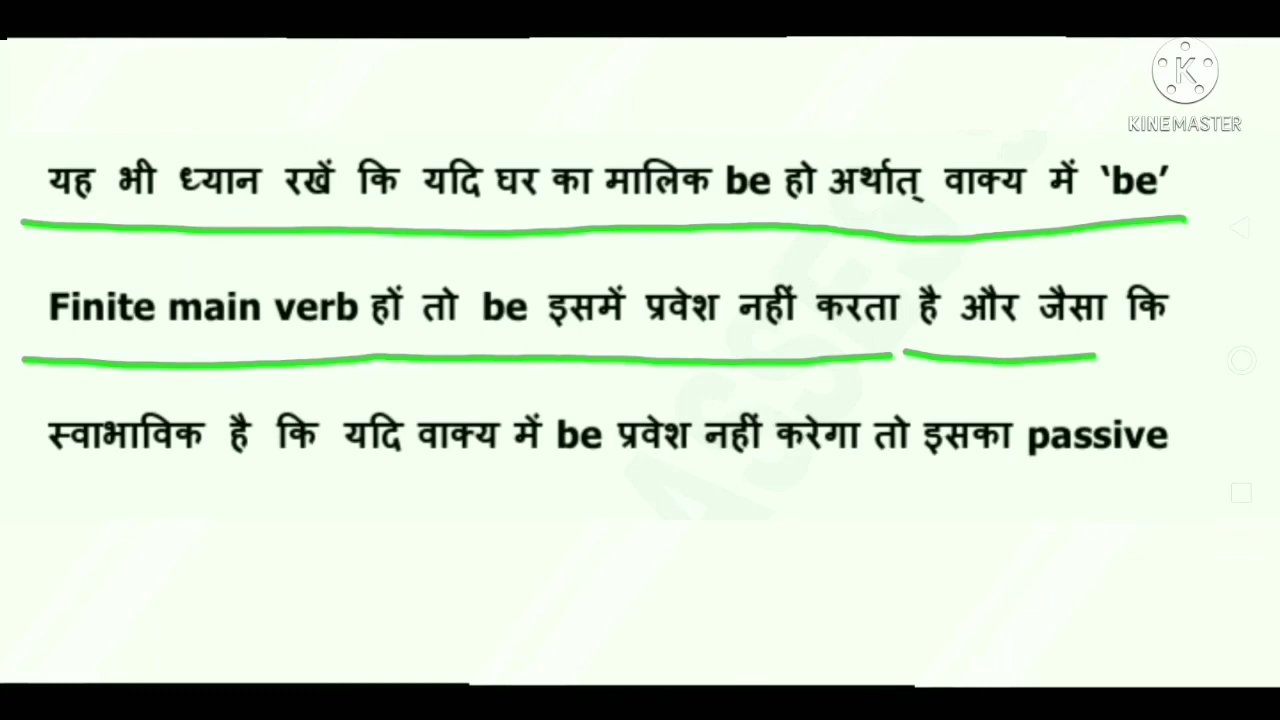 KINEMASTER
यह भी ध्यान रखें कि यदि घर का मालिक be हो अर्थात् वाक्य में ‘be’
Finite main verb हों तो be इसमें प्रवेश नहीं करता है और जैसा कि
स्वाभाविक है कि यदि वाक्य में be प्रवेश नहीं करेगा तो इसका passive